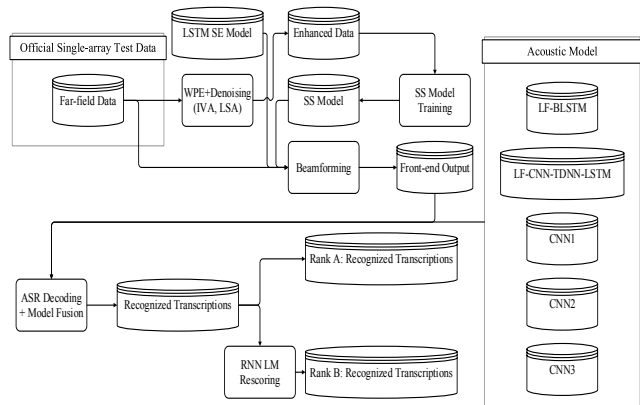 LSTM SE Model
Enhanced Data
Official Single-array Test Data
Acoustic Model
Far-field Data
WPE+Denoising
(IVA, LSA)
SS Model
SS Model
Training
LF-BLSTM
Beamforming
Front-end Output
LF-CNN-TDNN-LSTM
CNN1
Rank A: Recognized Transcriptions
ASR Decoding
+ Model Fusion
Recognized Transcriptions
CNN2
RNN LM
Rescoring
Rank B: Recognized Transcriptions
CNN3